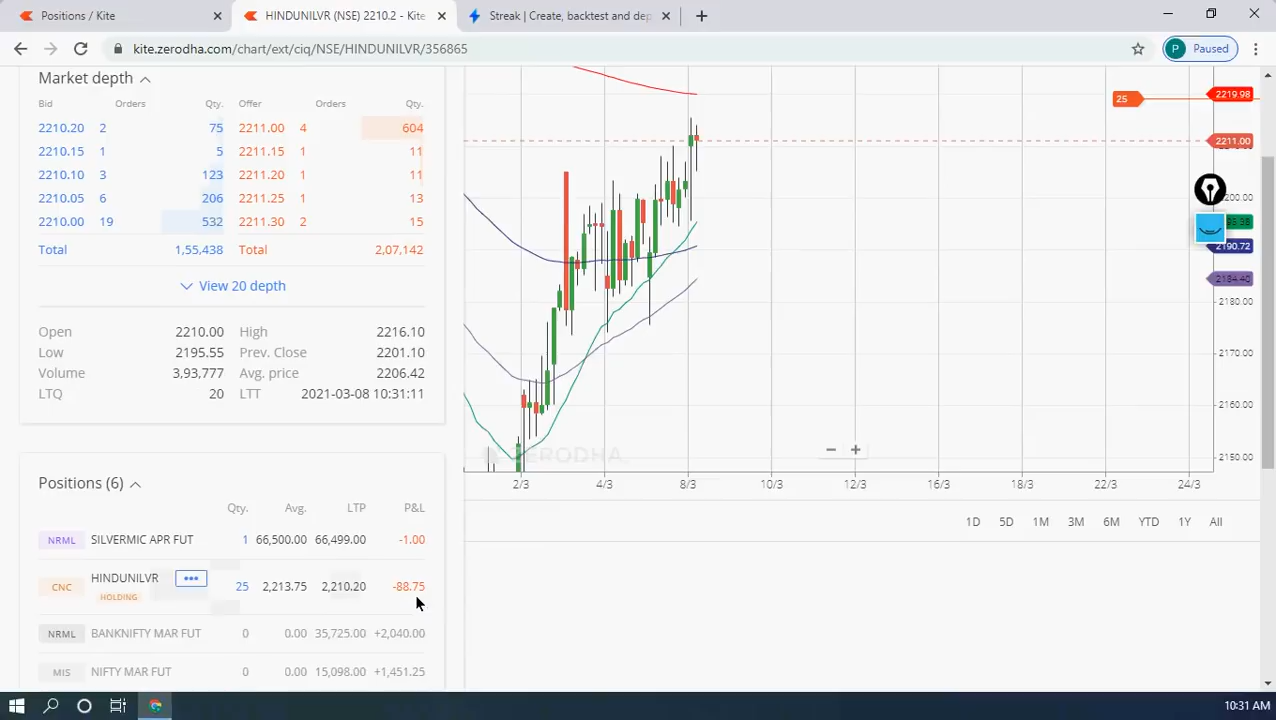 Positions / Kite
HINDUNILVR (NSE) 2210.2 - Kite
Streak | Create, backtest and dep
kite.zerodha.com/chart/ext/ciq/NSE/HINDUNILVR/356865
P Paused
Market depth
Bid Orders Qty. Offer Orders Qty.
2210.20 2 75 2211.00 4 604
2210.15 1 5 2211.15 1 11
2210.10 3 123 2211.20 1 11
2210.05 6 206 2211.25 1 13
2210.00 19 532 2211.30 2 15
Total 1,55,438 Total 2,07,142
View 20 depth
Open 2210.00 High 2216.10
Low 2195.55 Prev. Close 2201.10
Volume 3,93,777 Avg. price 2206.42
LTQ 20 LTT 2021-03-08 10:31:11
Positions (6)
Qty. Avg. LTP P&L
NRML SILVERMIC APR FUT 1 66,500.00 66,499.00 -1.00
CNC HINDUNILVR 25 2,213.75 2,210.20 -88.75
HOLDING
NRML BANKNIFTY MAR FUT 0 0.00 35,725.00 +2,040.00
MIS NIFTY MAR FUT 0 0.00 15,098.00 +1,451.25
25
2219.98
2211.00
2200.00
2190.72
2184.40
2180.00
2170.00
2160.00
2150.00
ZERODHA
2/3 4/3 8/3 10/3 12/3 16/3 18/3 22/3 24/3
1D 5D 1M 3M 6M YTD 1Y All
10:31 AM